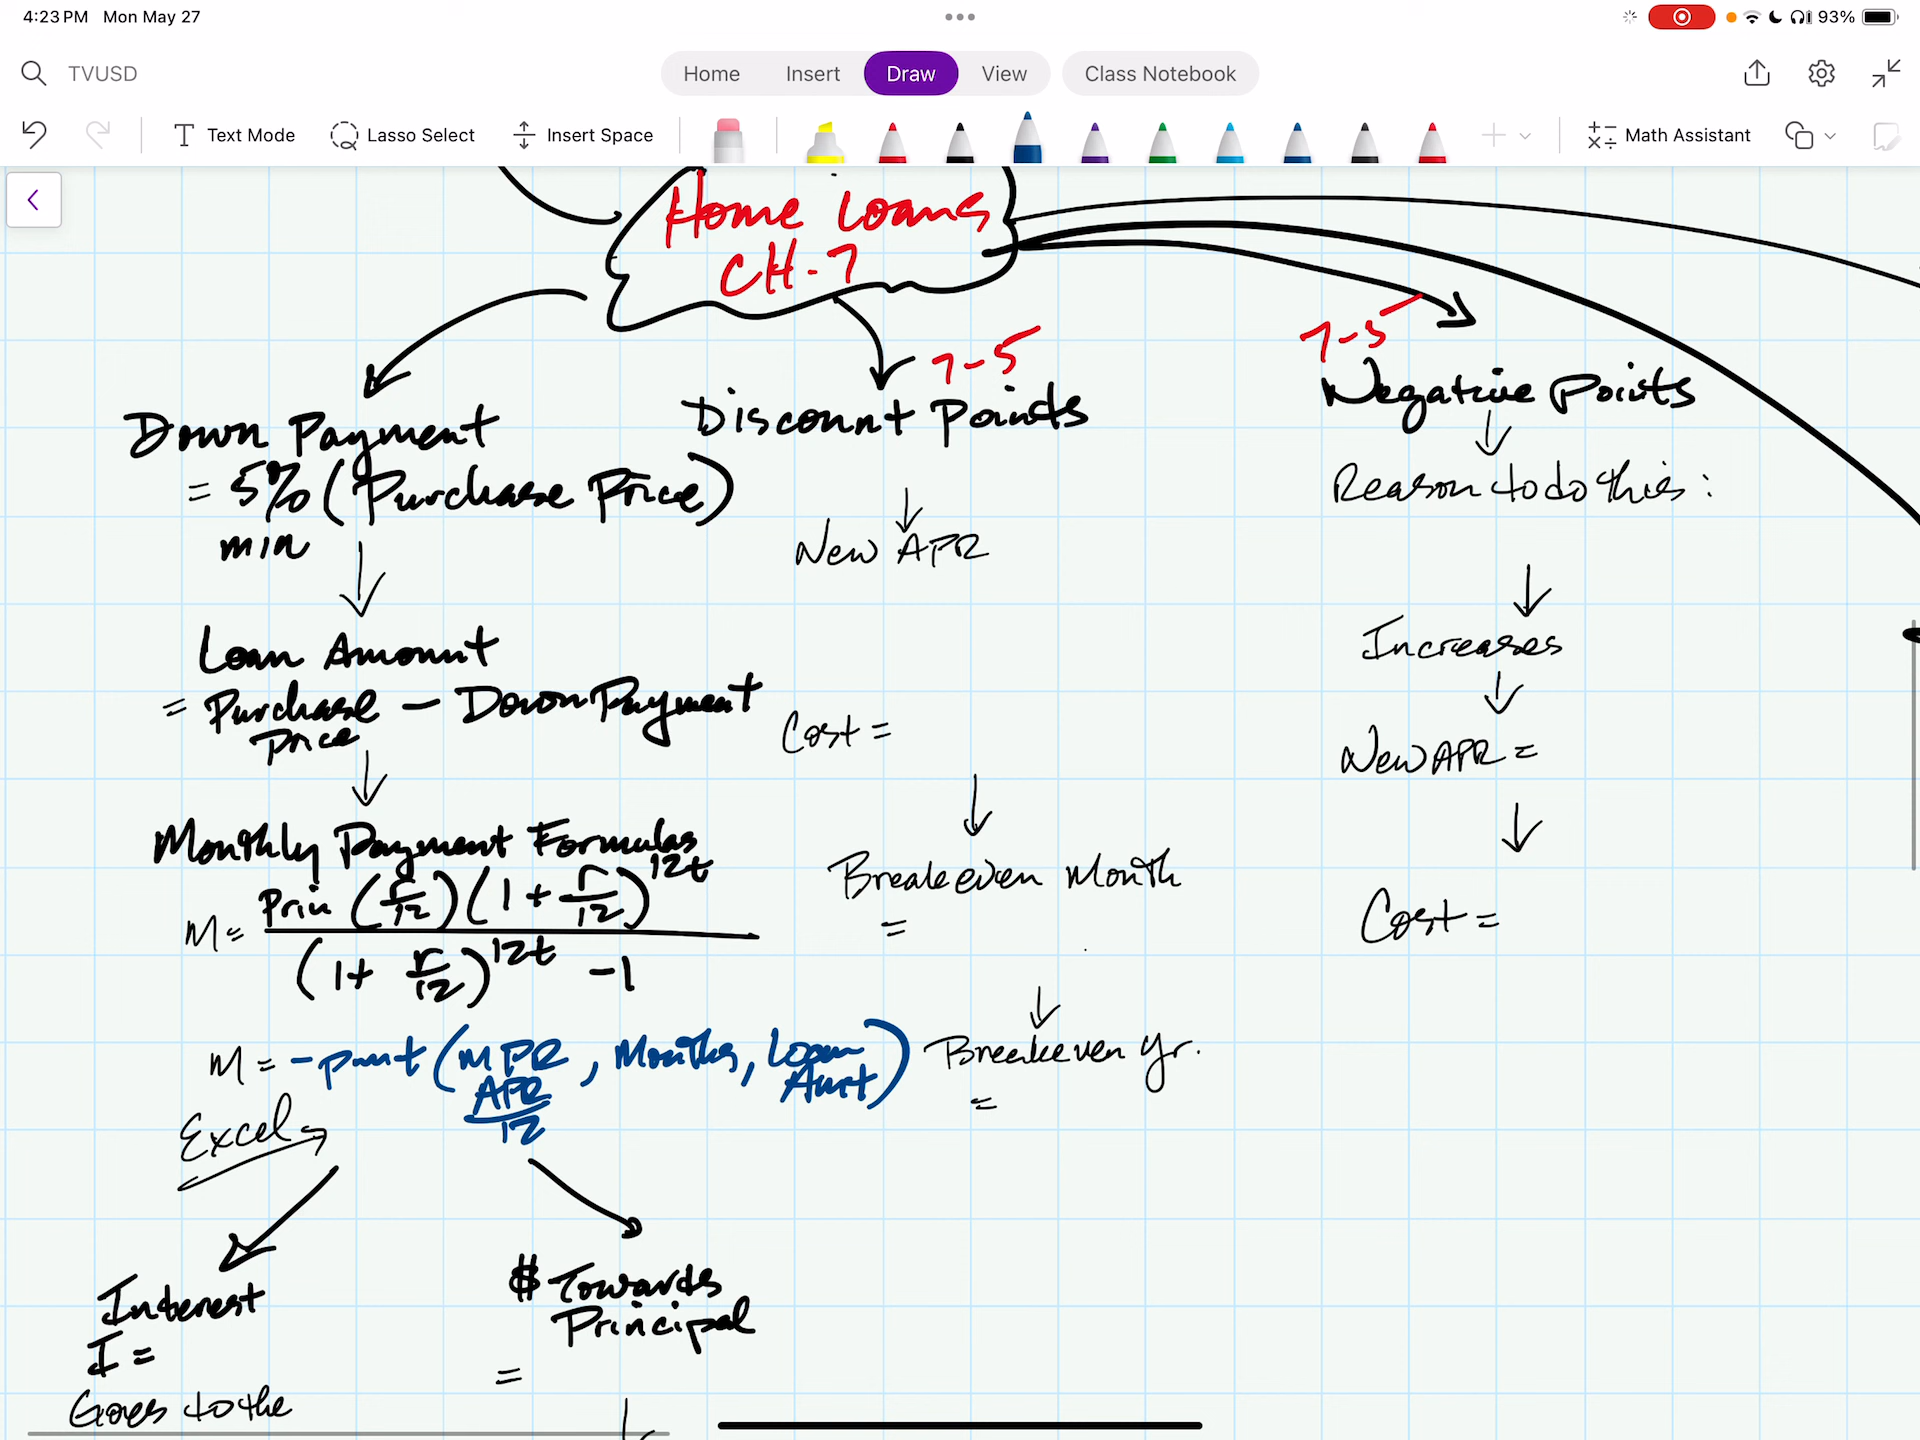 4:23 PM Mon May 27
93%
TVUSD
Home Insert Draw View Class Notebook
Text Mode Lasso Select Insert Space Math Assistant
Home Loans
CH-7
7-5
7-5
Down Payment
= 5% (Purchase Price)
min
Loan Amount
= Purchase Price - Down Payment
Monthly Payment Formulas
M = Prin (r/12)(1 + r/12)^12t
(1 + r/12)^12t - 1
M = -pmt (MPR, Months, Loan Amt)
APR
12
Excel
Interest
I =
Goes to the
$ Towards
Principal
=
Discount Points
New APR
Cost =
Breakeven Month
=
Breakeven yr.
=
Negative Points
Reason to do this:
Increases
New APR =
Cost =